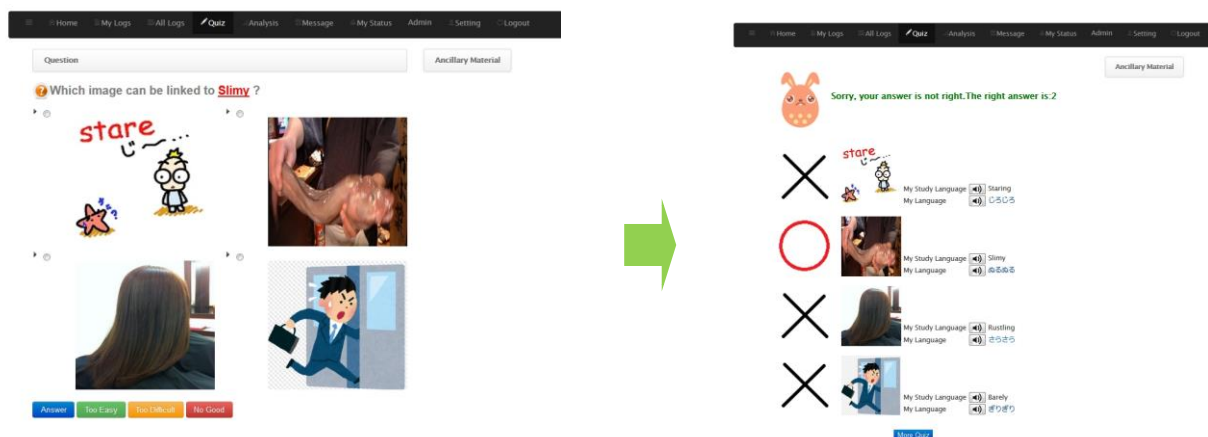 Home My Logs All Logs Quiz Analysis Message My Status Admin Setting Logout
Question
Ancillary Material
Which image can be linked to Slimy ?
stare
じ〜…
Answer Too Easy Too Difficult No Good
Home My Logs All Logs Quiz Analysis Message My Status Admin Setting Logout
Ancillary Material
Sorry, your answer is not right.The right answer is:2
stare
じ〜…
My Study Language Staring
My Language じろじろ
My Study Language Slimy
My Language ぬるぬる
My Study Language Rustling
My Language さらさら
My Study Language Barely
My Language ぎりぎり
More Quiz